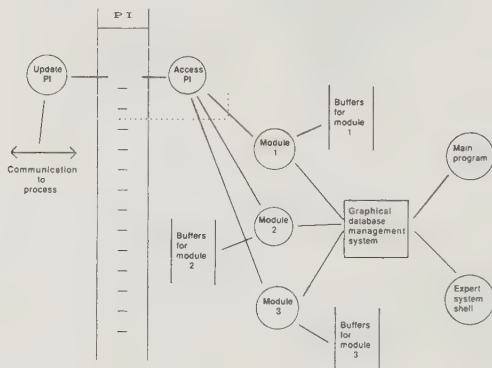 P I
Update
PI
Access
PI
Communication
to
process
Buffers
for
module
1
Module
1
Main
program
Graphical
database
management
system
Module
2
Buffers
for
module
2
Module
3
Expert
system
shell
Buffers
for
module
3